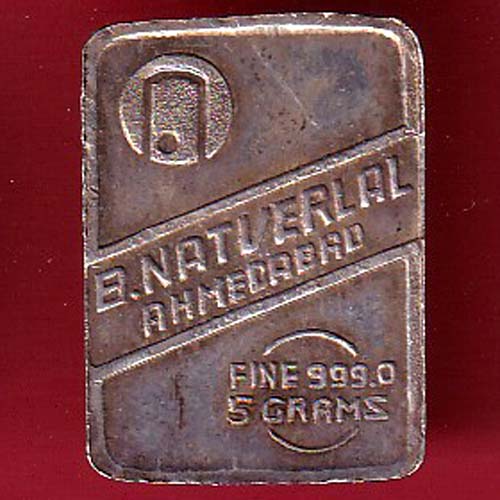 B.NATVERLAL
AHMEDABAD
FINE 999.0
5 GRAMS